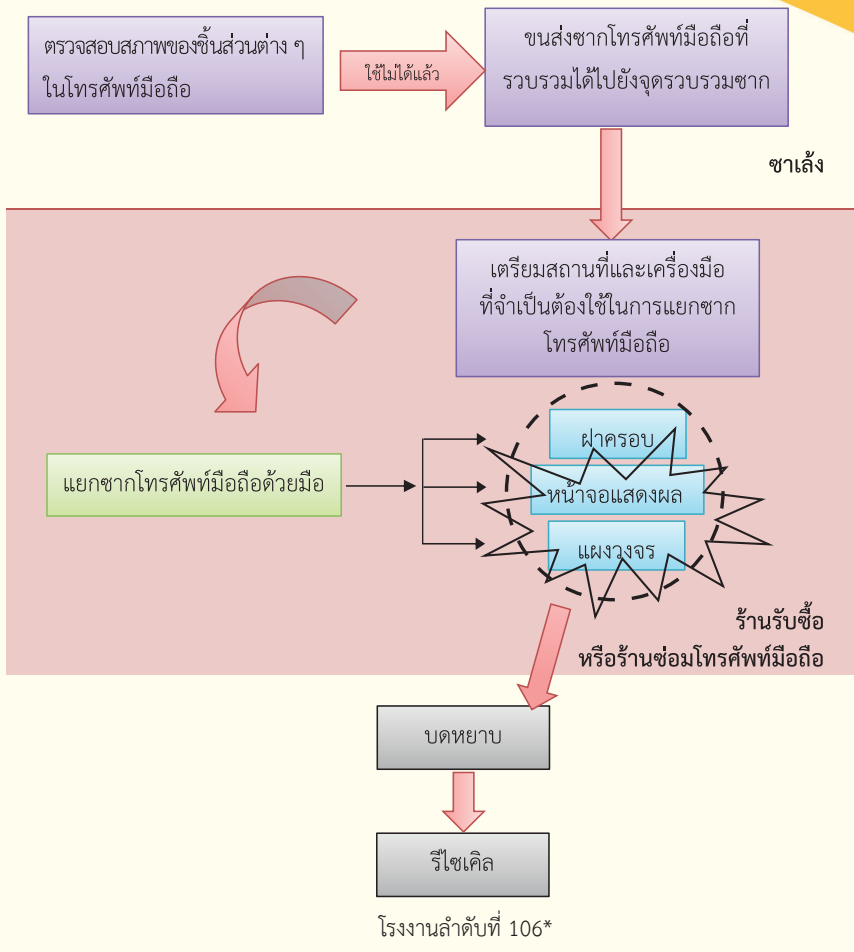 ตรวจสอบสภาพของชิ้นส่วนต่าง ๆ
ในโทรศัพท์มือถือ
ใช้ไม่ได้แล้ว
ขนส่งซากโทรศัพท์มือถือที่
รวบรวมได้ไปยังจุดรวบรวมซาก
ซาเล้ง
เตรียมสถานที่และเครื่องมือ
ที่จำเป็นต้องใช้ในการแยกซาก
โทรศัพท์มือถือ
แยกซากโทรศัพท์มือถือด้วยมือ
ฝาครอบ
หน้าจอแสดงผล
แผงวงจร
ร้านรับซื้อ
หรือร้านซ่อมโทรศัพท์มือถือ
บดหยาบ
รีไซเคิล
โรงงานลำดับที่ 106*